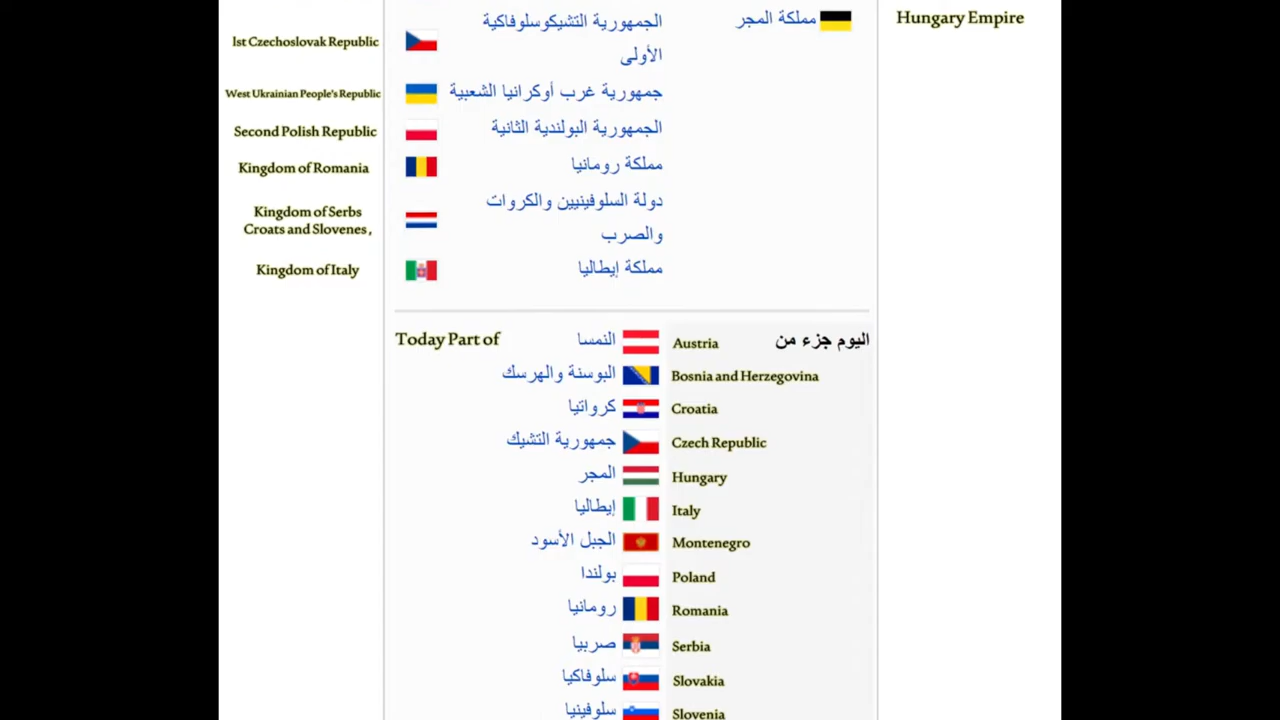 الجمهورية التشيكوسلوفاكية
مملكة المجر
Hungary Empire
1st Czechoslovak Republic
الأولى
West Ukrainian People's Republic
جمهورية غرب أوكرانيا الشعبية
Second Polish Republic
الجمهورية البولندية الثانية
Kingdom of Romania
مملكة رومانيا
Kingdom of Serbs
Croats and Slovenes,
دولة السلوفينيين والكروات
والصرب
Kingdom of Italy
مملكة إيطاليا
Today Part of
النمسا
Austria
اليوم جزء من
البوسنة والهرسك
Bosnia and Herzegovina
كرواتيا
Croatia
جمهورية التشيك
Czech Republic
المجر
Hungary
إيطاليا
Italy
الجبل الأسود
Montenegro
بولندا
Poland
رومانيا
Romania
صربيا
Serbia
سلوفاكيا
Slovakia
سلوفينيا
Slovenia